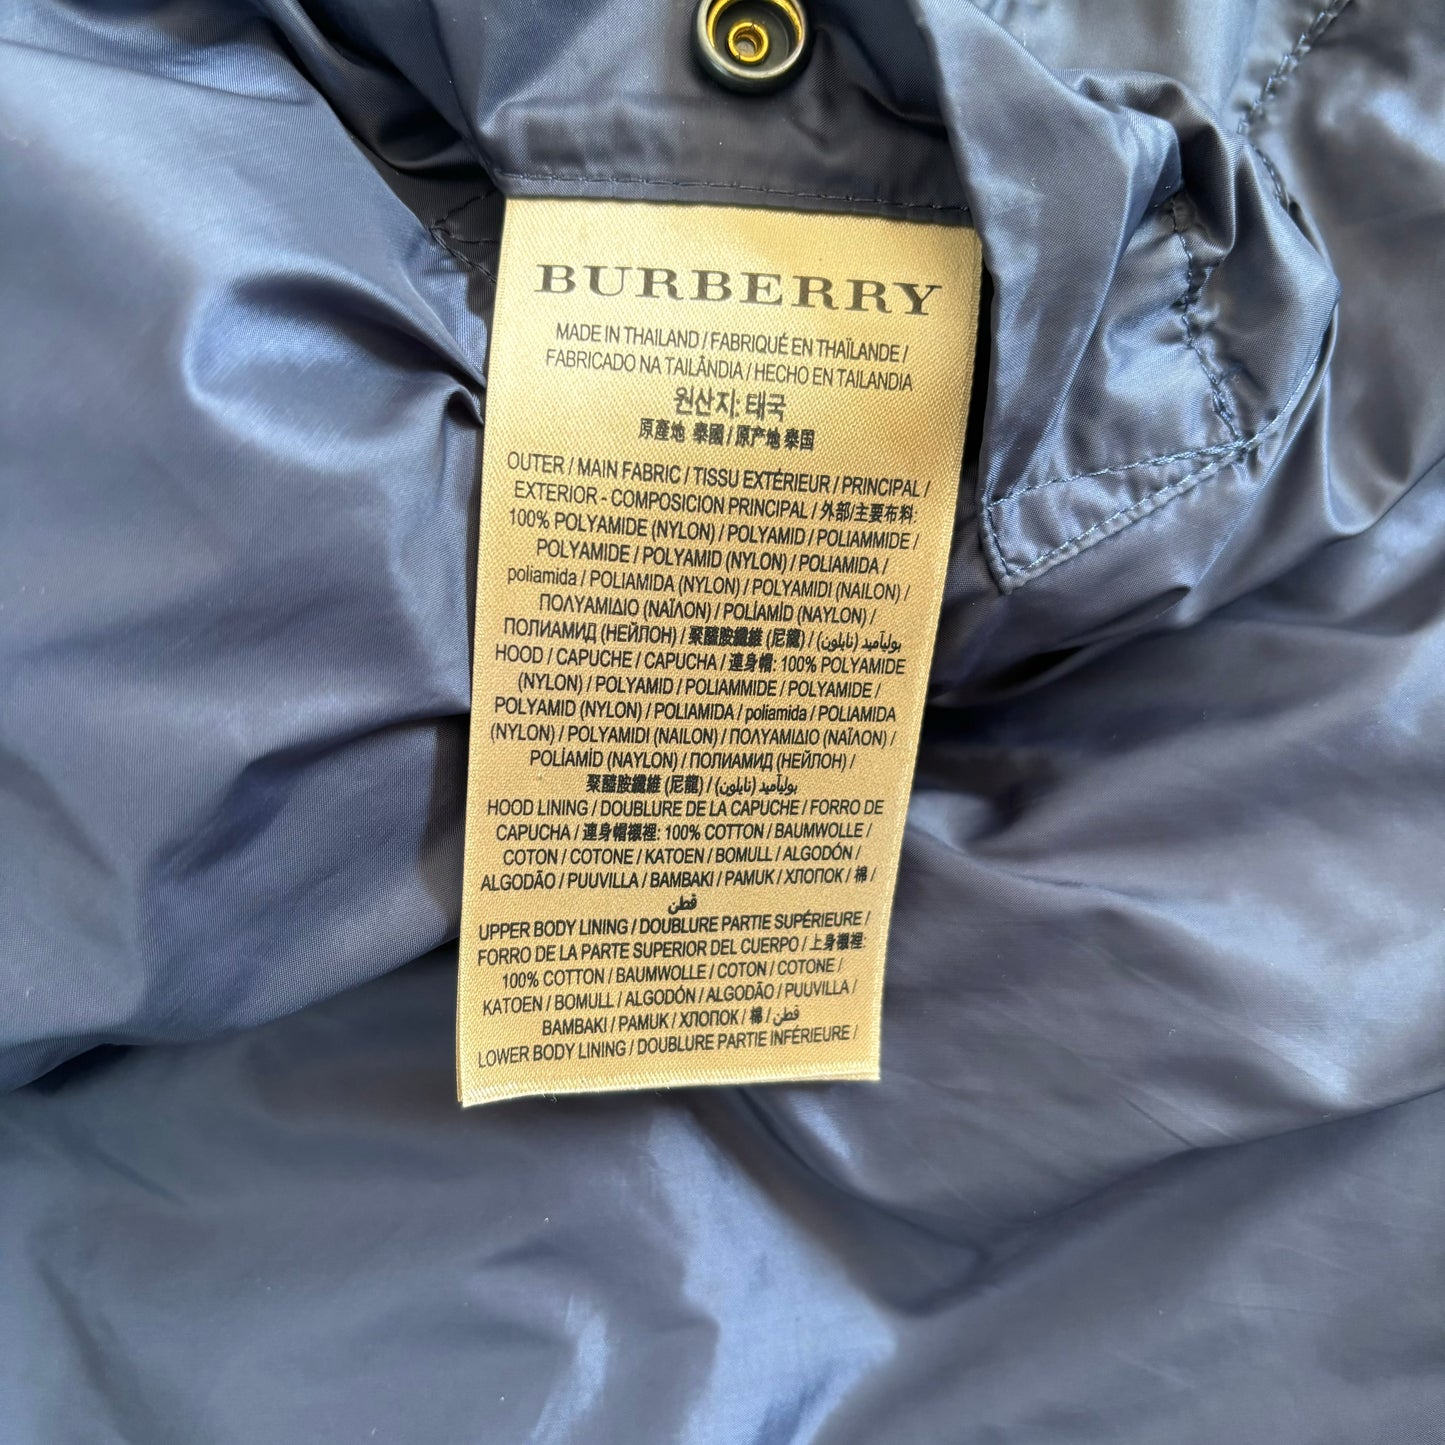 BURBERRY
MADE IN THAILAND / FABRIQUÉ EN THAÏLANDE /
FABRICADO NA TAILÂNDIA / HECHO EN TAILANDIA
원산지: 태국
原產地 泰國 / 原产地 泰国
OUTER / MAIN FABRIC / TISSU EXTÉRIEUR / PRINCIPAL /
EXTERIOR - COMPOSICION PRINCIPAL / 外部/主要布料:
100% POLYAMIDE (NYLON) / POLYAMID / POLIAMMIDE /
POLYAMIDE / POLYAMID (NYLON) / POLIAMIDA /
poliamida / POLIAMIDA (NYLON) / POLYAMIDI (NAILON) /
ΠΟΛΥΑΜΙΔΙΟ (ΝΑΪΛΟΝ) / POLİAMİD (NAYLON) /
ПОЛИАМИД (НЕЙЛОН) / 聚醯胺纖維 (尼龍) / بوليآميد (نايلون)
HOOD / CAPUCHE / CAPUCHA / 連身帽: 100% POLYAMIDE
(NYLON) / POLYAMID / POLIAMMIDE / POLYAMIDE /
POLYAMID (NYLON) / POLIAMIDA / poliamida / POLIAMIDA
(NYLON) / POLYAMIDI (NAILON) / ΠΟΛΥΑΜΙΔΙΟ (ΝΑΪΛΟΝ) /
POLİAMİD (NAYLON) / ПОЛИАМИД (НЕЙЛОН) /
聚醯胺纖維 (尼龍) / بوليآميد (نايلون)
HOOD LINING / DOUBLURE DE LA CAPUCHE / FORRO DE
CAPUCHA / 連身帽襯裡: 100% COTTON / BAUMWOLLE /
COTON / COTONE / KATOEN / BOMULL / ALGODÓN /
ALGODÃO / PUUVILLA / BAMBAKI / PAMUK / ХЛОПОК / 棉 /
قطن
UPPER BODY LINING / DOUBLURE PARTIE SUPÉRIEURE /
FORRO DE LA PARTE SUPERIOR DEL CUERPO / 上身襯裡:
100% COTTON / BAUMWOLLE / COTON / COTONE /
KATOEN / BOMULL / ALGODÓN / ALGODÃO / PUUVILLA /
BAMBAKI / PAMUK / ХЛОПОК / 棉 / قطن
LOWER BODY LINING / DOUBLURE PARTIE INFÉRIEURE /